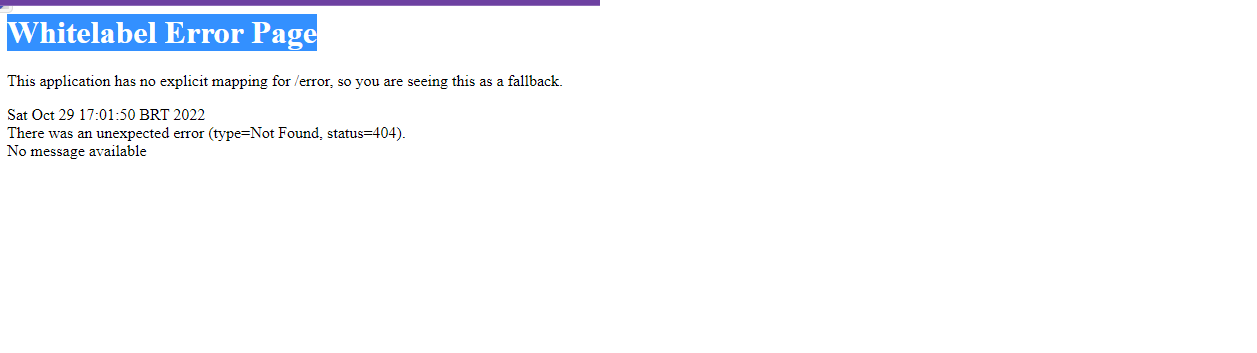 Whitelabel Error Page
This application has no explicit mapping for /error, so you are seeing this as a fallback.
Sat Oct 29 17:01:50 BRT 2022
There was an unexpected error (type=Not Found, status=404).
No message available